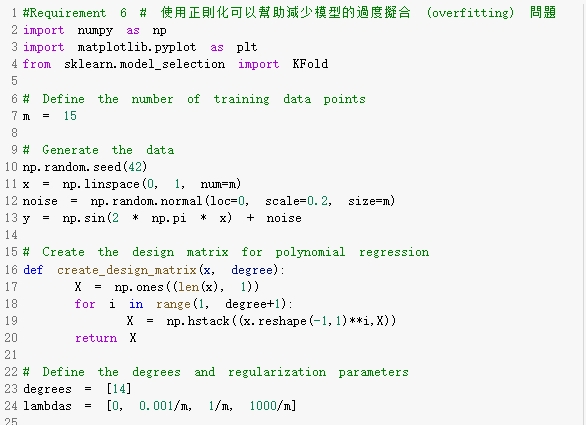 1 #Requirement 6 # 使用正則化可以幫助減少模型的過度擬合 (overfitting) 問題
2 import numpy as np
3 import matplotlib.pyplot as plt
4 from sklearn.model_selection import KFold
5
6 # Define the number of training data points
7 m = 15
8
9 # Generate the data
10 np.random.seed(42)
11 x = np.linspace(0, 1, num=m)
12 noise = np.random.normal(loc=0, scale=0.2, size=m)
13 y = np.sin(2 * np.pi * x) + noise
14
15 # Create the design matrix for polynomial regression
16 def create_design_matrix(x, degree):
17 X = np.ones((len(x), 1))
18 for i in range(1, degree+1):
19 X = np.hstack((x.reshape(-1,1)**i,X))
20 return X
21
22 # Define the degrees and regularization parameters
23 degrees = [14]
24 lambdas = [0, 0.001/m, 1/m, 1000/m]
25